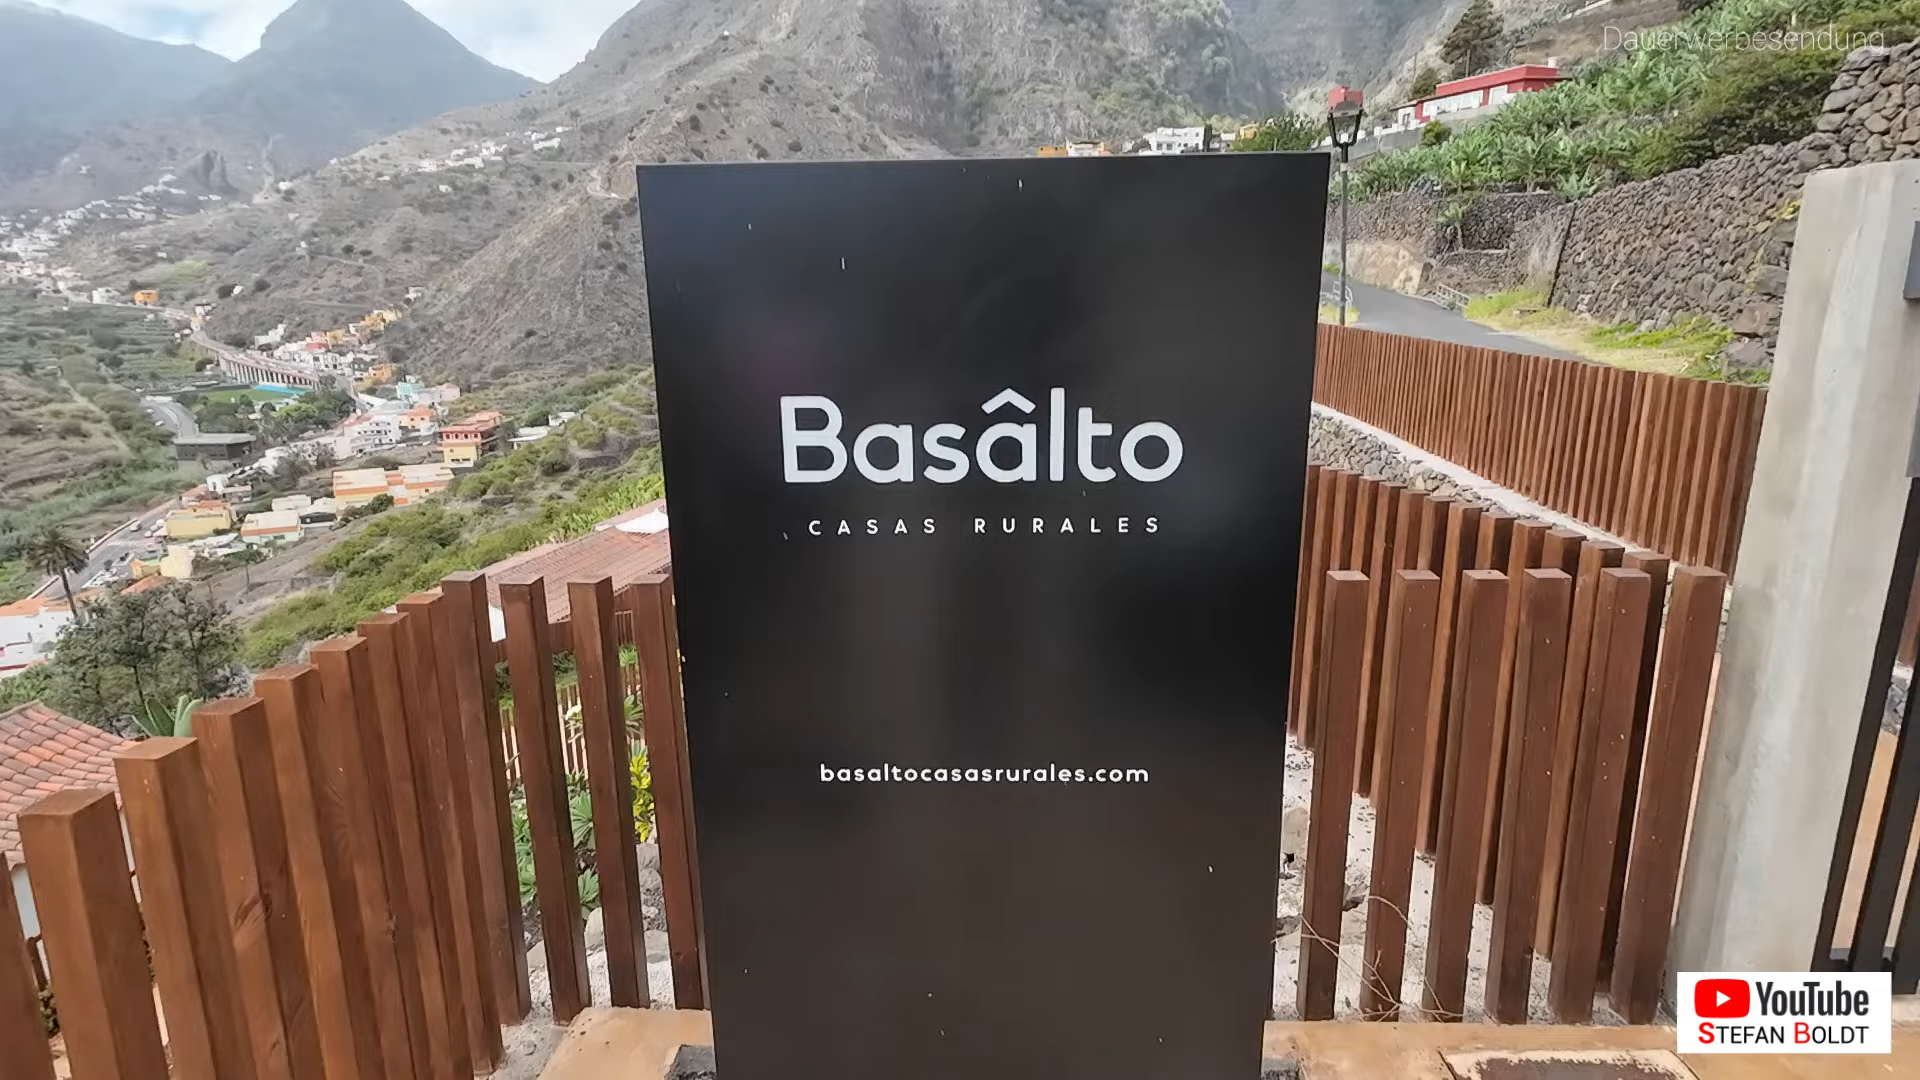 Dauerwerbesendung
Basâlto
CASAS RURALES
basaltocasasrurales.com
YouTube
STEFAN BOLDT